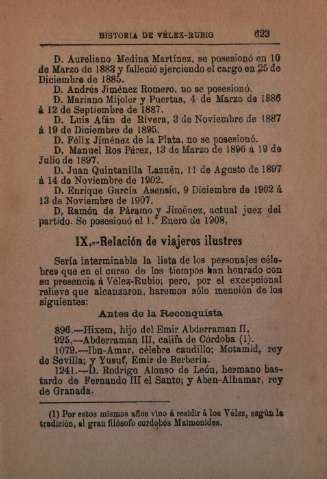 HISTORIA DE VÉLEZ-RUBIO 623
D. Aureliano Medina Martínez, se posesionó en 10
de Marzo de 1883 y falleció ejerciendo el cargo en 25 de
Diciembre de 1885.
D. Andrés Jiménez Romero, no se posesionó.
D. Mariano Mijoler y Puertas, 4 de Marzo de 1886
á 12 de Septiembre de 1887.
D. Luis Afán de Rivera, 3 de Noviembre de 1887
á 19 de Diciembre de 1895.
D. Félix Jiménez de la Plata, no se posesionó.
D. Manuel Ros Pérez, 13 de Marzo de 1896 á 19 de
Julio de 1897.
D. Juan Quintanilla Lazuén, 11 de Agosto de 1897
á 14 de Noviembre de 1902.
D. Enrique García Asensio, 9 Diciembre de 1902 á
13 de Noviembre de 1907.
D. Ramón de Páramo y Jiménez, actual juez del
partido. Se posesionó el 1.º Enero de 1908.
IX.--Relación de viajeros ilustres
Sería interminable la lista de los personajes céle-
bres que en el curso de los tiempos han honrado con
su presencia á Vélez-Rubio; pero, por el excepcional
relieve que alcanzaron, haremos sólo mención de los
siguientes:
Antes de la Reconquista
896.—Hixem, hijo del Emir Abderraman II.
925.—Abderraman III, califa de Córdoba (1).
1079.—Ibn-Amar, célebre caudillo; Motamid, rey
de Sevilla; y Yusuf, Emir de Berbería.
1241.—D. Rodrigo Alonso de León, hermano bas-
tardo de Fernando III el Santo; y Aben-Alhamar, rey
de Granada.
(1) Por estos mismos años vino á residir á los Vélez, según la
tradición, el gran filósofo cordobés Maimonides.